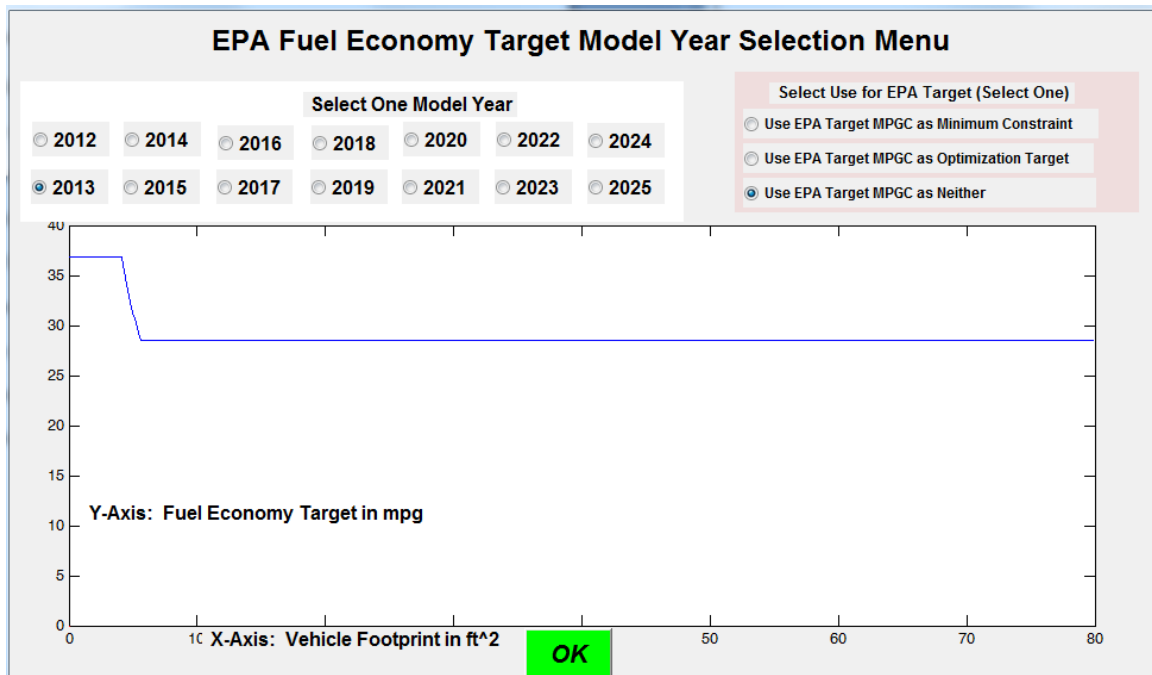 EPA Fuel Economy Target Model Year Selection Menu
Select One Model Year
2012 2014 2016 2018 2020 2022 2024
2013 2015 2017 2019 2021 2023 2025
Select Use for EPA Target (Select One)
Use EPA Target MPGC as Minimum Constraint
Use EPA Target MPGC as Optimization Target
Use EPA Target MPGC as Neither
40
35
30
25
20
15
Y-Axis: Fuel Economy Target in mpg
10
5
0
0 10 X-Axis: Vehicle Footprint in ft^2 OK 50 60 70 80